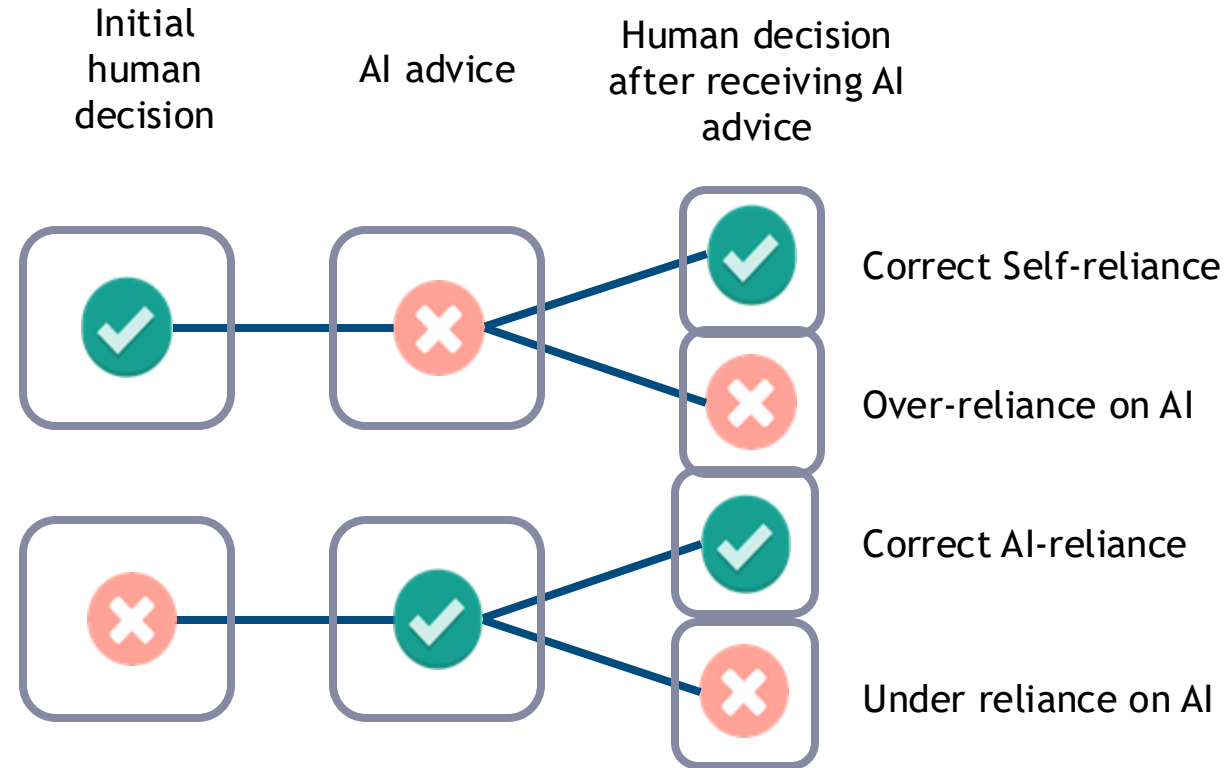 Initial
human
decision
AI advice
Human decision
after receiving AI
advice
Correct Self-reliance
Over-reliance on AI
Correct AI-reliance
Under reliance on AI